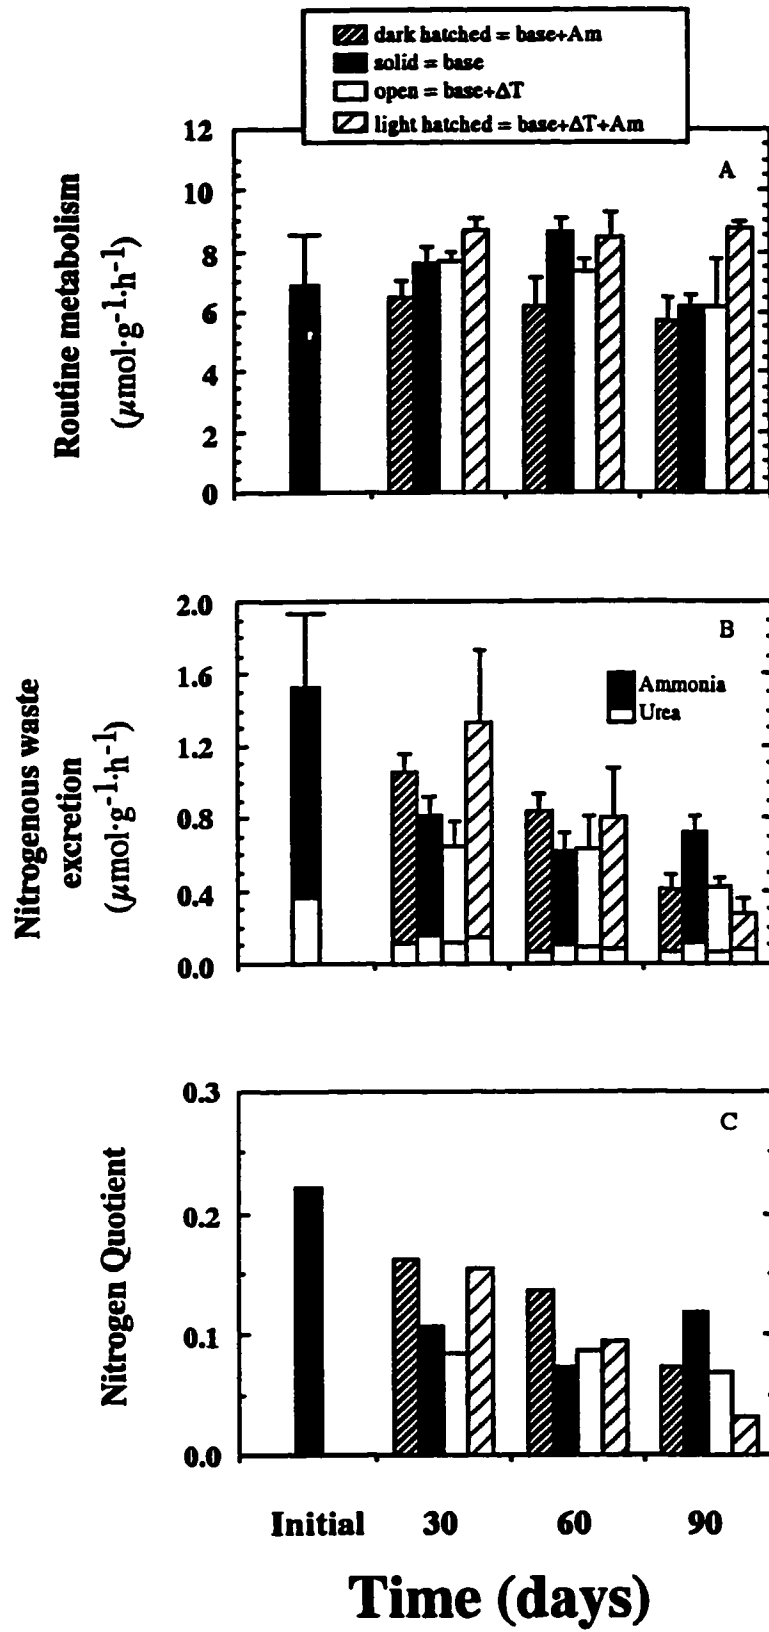 dark hatched = base+Am
solid = base
open = base+ΔT
light hatched = base+ΔT+Am
A
12
10
8
6
4
2
0
Routine metabolism
(μmol·g⁻¹·h⁻¹)
B
2.0
1.6
1.2
0.8
0.4
0.0
Nitrogenous waste
excretion
(μmol·g⁻¹·h⁻¹)
Ammonia
Urea
C
0.3
0.2
0.1
0.0
Nitrogen Quotient
Initial 30 60 90
Time (days)